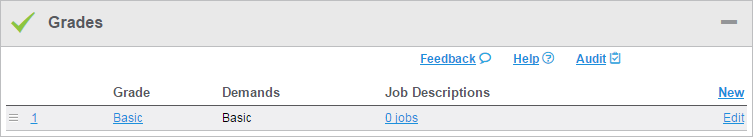 Grades
Feedback Help Audit
Grade Demands Job Descriptions New
1 Basic Basic 0 jobs Edit